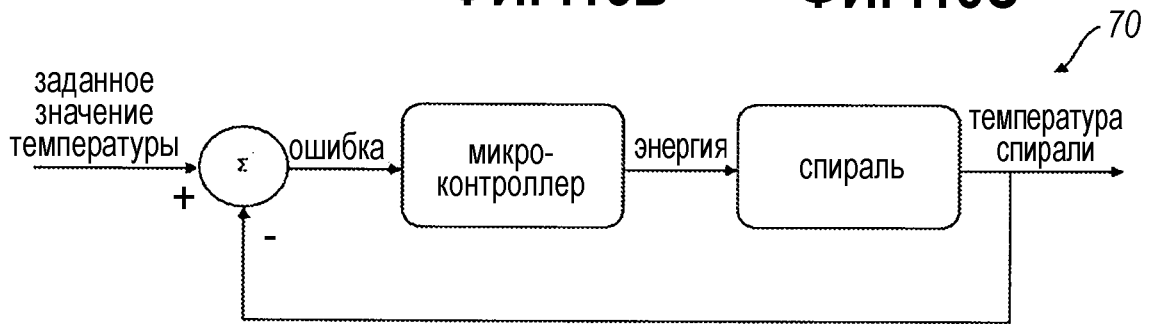 70
заданное
значение
температуры
+
Σ
-
ошибка
микро-
контроллер
энергия
спираль
температура
спирали